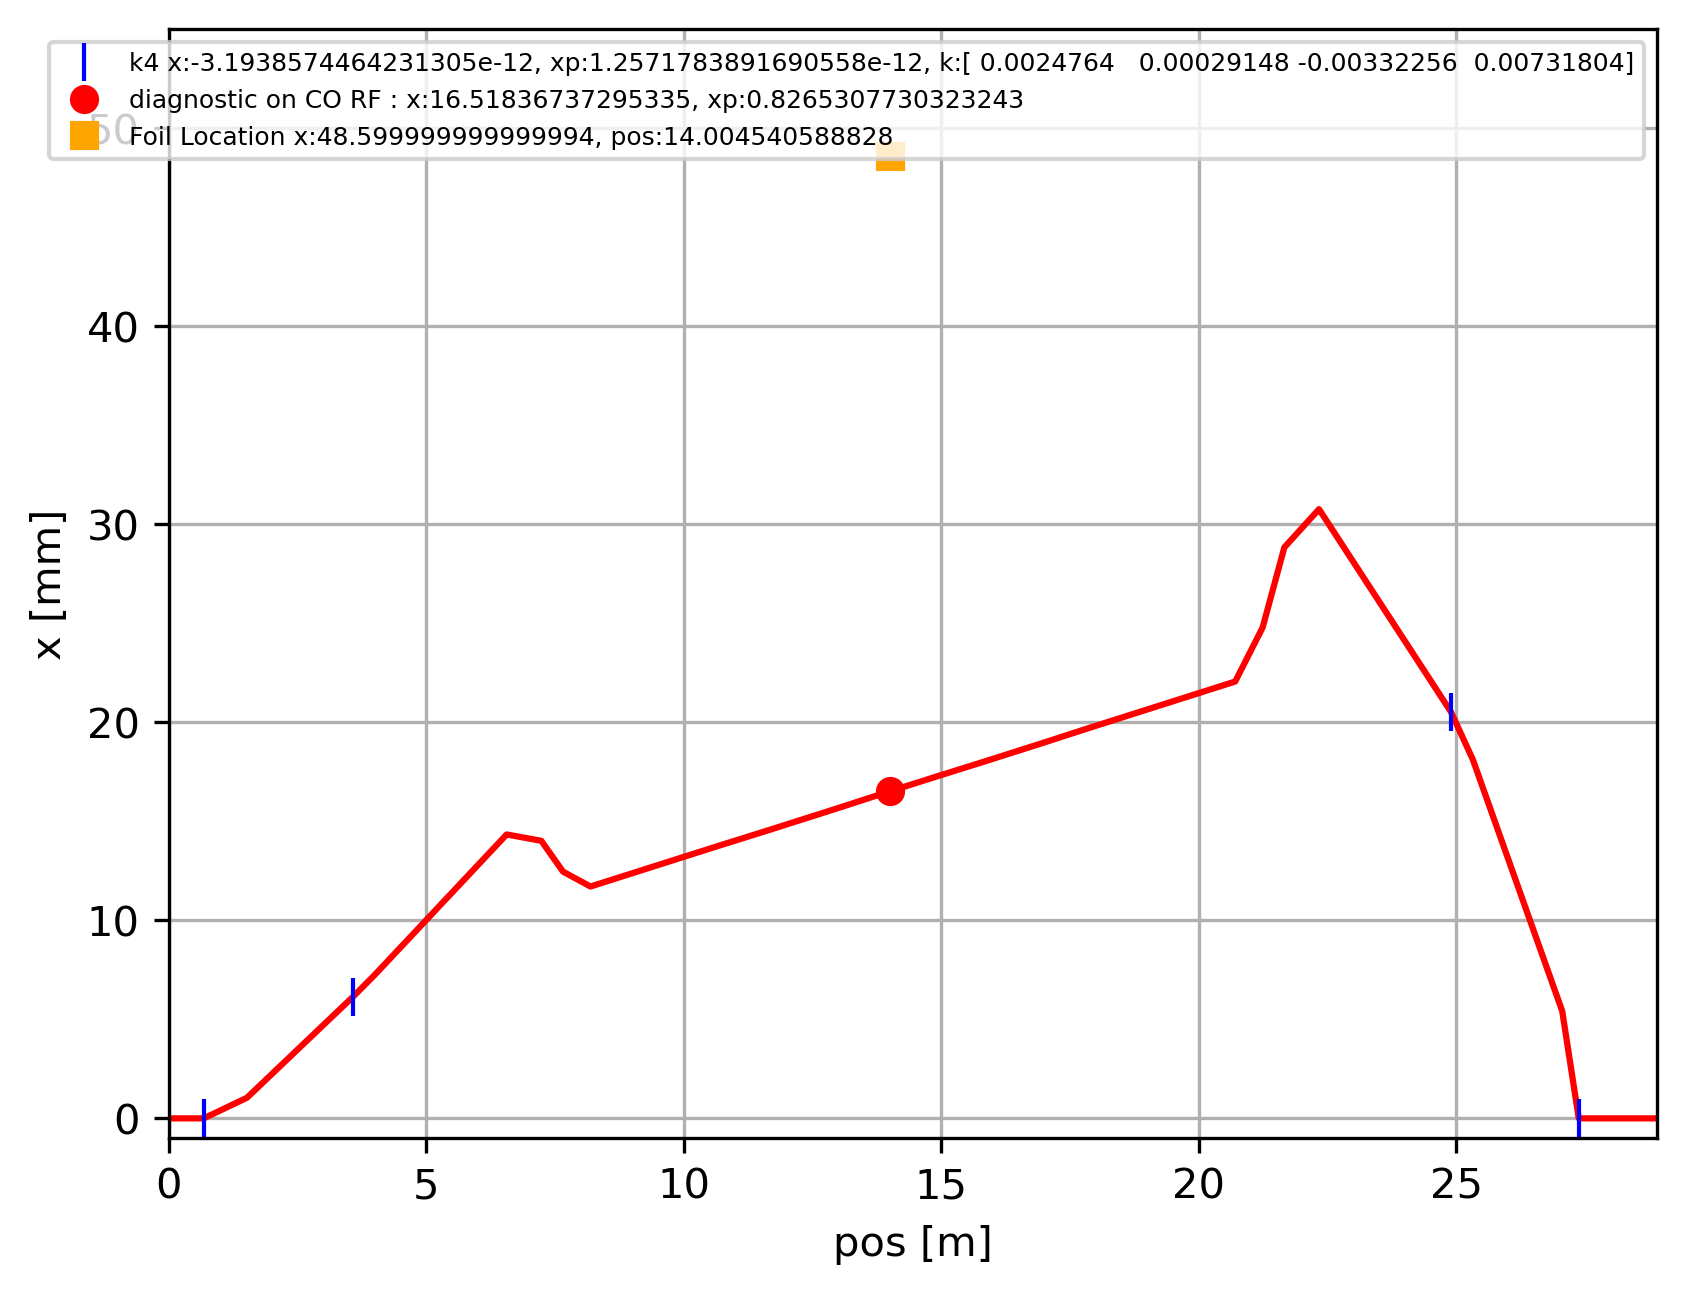 k4 x:-3.1938574464231305e-12, xp:1.2571783891690558e-12, k:[ 0.0024764   0.00029148 -0.00332256  0.00731804]
diagnostic on CO RF : x:16.51836737295335, xp:0.8265307730323243
Foil Location x:48.599999999999994, pos:14.004540588828
50
40
30
20
10
0
x [mm]
0 5 10 15 20 25
pos [m]